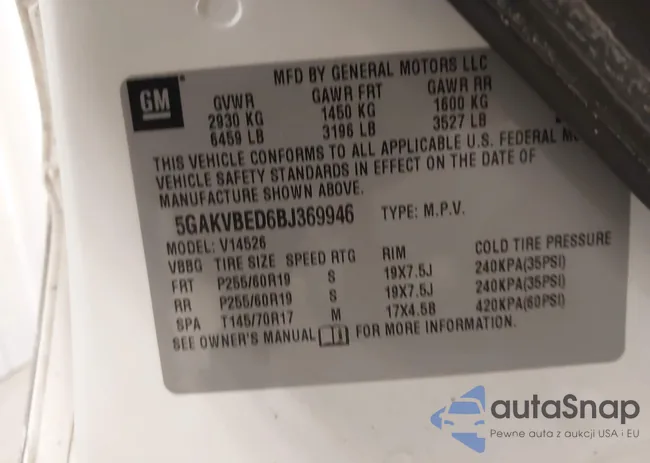 MFD BY GENERAL MOTORS LLC
GM
GVWR GAWR FRT GAWR RR
2930 KG 1450 KG 1600 KG
6459 LB 3196 LB 3527 LB
THIS VEHICLE CONFORMS TO ALL APPLICABLE U.S. FEDERAL
VEHICLE SAFETY STANDARDS IN EFFECT ON THE DATE OF
MANUFACTURE SHOWN ABOVE.
5GAKVBED6BJ369946 TYPE: M.P.V.
MODEL: V14526
VBBG TIRE SIZE SPEED RTG RIM COLD TIRE PRESSURE
FRT P255/60R19 S 19X7.5J 240KPA(35PSI)
RR P255/60R19 S 19X7.5J 240KPA(35PSI)
SPA T145/70R17 M 17X4.5B 420KPA(60PSI)
SEE OWNER'S MANUAL FOR MORE INFORMATION.
autaSnap
Pewne auta z aukcji USA i EU